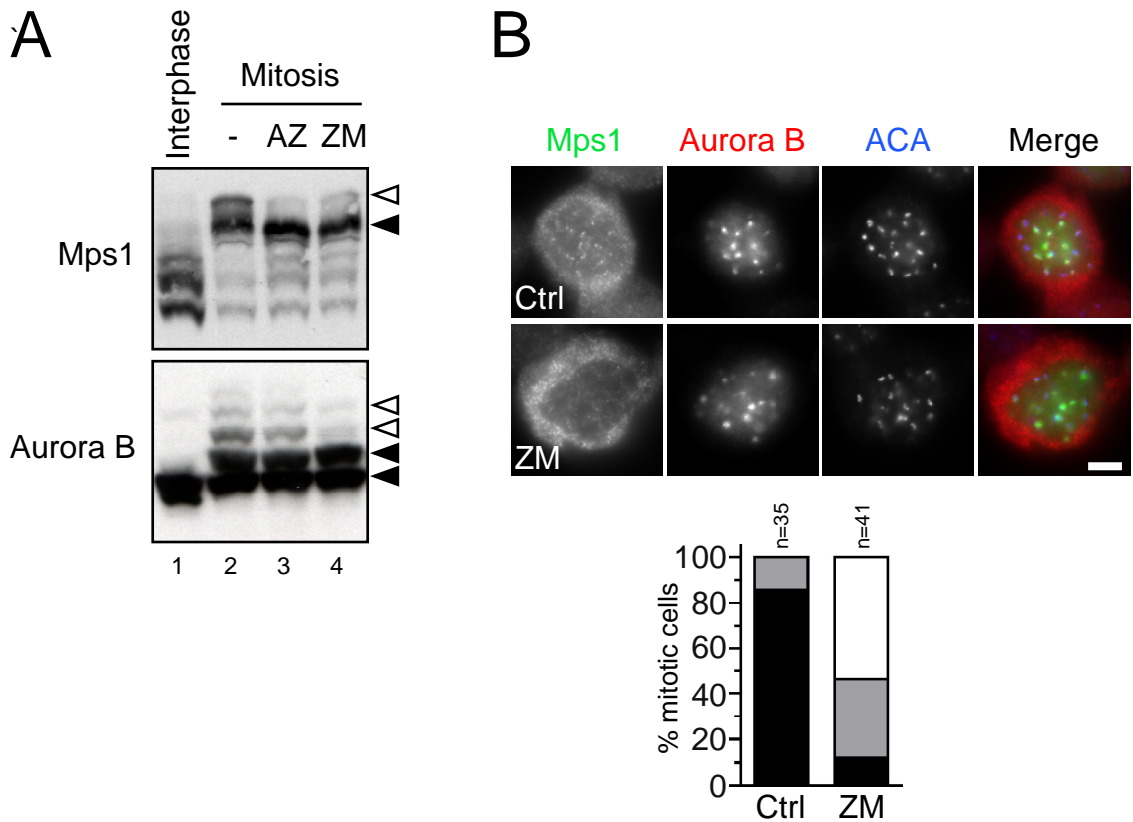 A
Interphase
Mitosis
- AZ ZM
Mps1
Aurora B
1 2 3 4
B
Mps1 Aurora B ACA Merge
Ctrl
ZM
n=35 n=41
% mitotic cells
100
80
60
40
20
0
Ctrl ZM